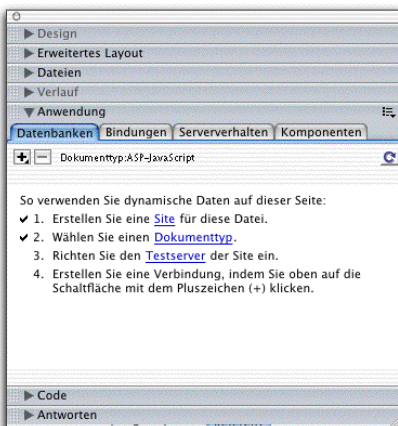 Design
Erweitertes Layout
Dateien
Verlauf
Anwendung
Datenbanken Bindungen Serververhalten Komponenten
Dokumenttyp:ASP-JavaScript
So verwenden Sie dynamische Daten auf dieser Seite:
1. Erstellen Sie eine Site für diese Datei.
2. Wählen Sie einen Dokumenttyp.
3. Richten Sie den Testserver der Site ein.
4. Erstellen Sie eine Verbindung, indem Sie oben auf die
Schaltfläche mit dem Pluszeichen (+) klicken.
Code
Antworten